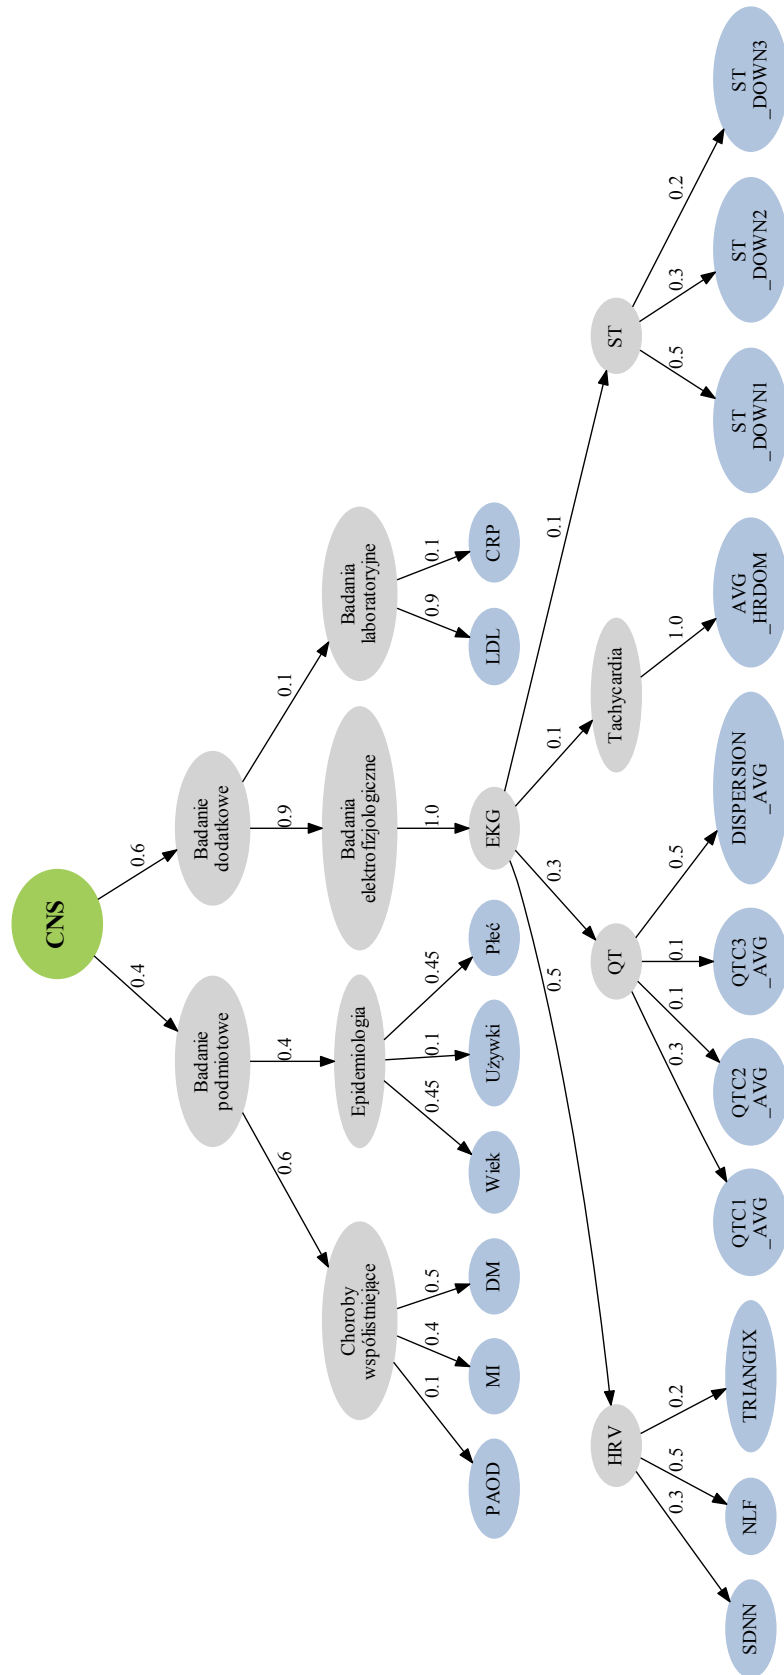 CNS
0.4
0.6
Badanie
podmiotowe
Badanie
dodatkowe
0.6
0.4
0.9
0.1
Choroby
współistniejące
Epidemiologia
Badania
elektrofizjologiczne
Badania
laboratoryjne
0.1
0.4
0.5
0.45
0.1
0.45
1.0
0.9
0.1
PAOD
MI
DM
Wiek
Używki
Płeć
EKG
LDL
CRP
0.5
0.3
0.1
0.1
HRV
QT
Tachycardia
ST
0.3
0.5
0.2
0.3
0.1
0.1
0.5
1.0
0.5
0.3
0.2
SDNN
NLF
TRIANGIX
QTC1
_AVG
QTC2
_AVG
QTC3
_AVG
DISPERSION
_AVG
AVG
_HRDOM
ST
_DOWN1
ST
_DOWN2
ST
_DOWN3